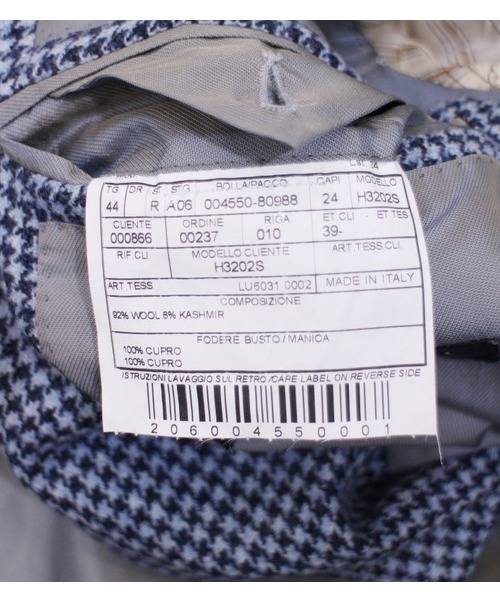 TG DR ST STG BOLLA/PACCO CAPI MODELLO
44 R A06 004550-80988 24 H3202S
CLIENTE ORDINE RIGA ET CLI - ET TES
000866 00237 010 39-
RIF CLI MODELLO CLIENTE ART TESS
H3202S
ART.TESS LU6031 0002 MADE IN ITALY
COMPOSIZIONE
92% WOOL 8% KASHMIR
FODERE BUSTO / MANICA
100% CUPRO
100% CUPRO
ISTRUZIONI LAVAGGIO SUL RETRO /CARE LABEL ON REVERSE SIDE
206004550001